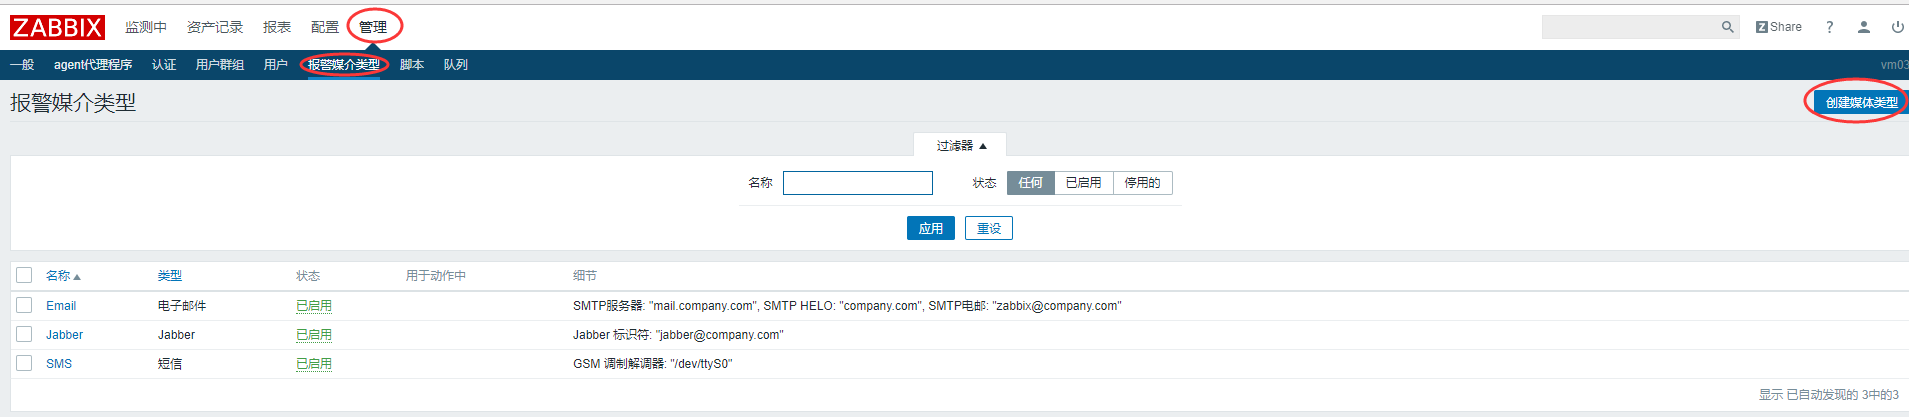 ZABBIX 监测中 资产记录 报表 配置 管理 Z Share ?
一般 agent代理程序 认证 用户群组 用户 报警媒介类型 脚本 队列 vm03
报警媒介类型 创建媒体类型
过滤器
名称 状态 任何 已启用 停用的
应用 重设
名称 类型 状态 用于动作中 细节
Email 电子邮件 已启用 SMTP服务器: "mail.company.com", SMTP HELO: "company.com", SMTP电邮: "zabbix@company.com"
Jabber Jabber 已启用 Jabber 标识符: "jabber@company.com"
SMS 短信 已启用 GSM 调制解调器: "/dev/ttyS0"
显示 已自动发现的 3中的3